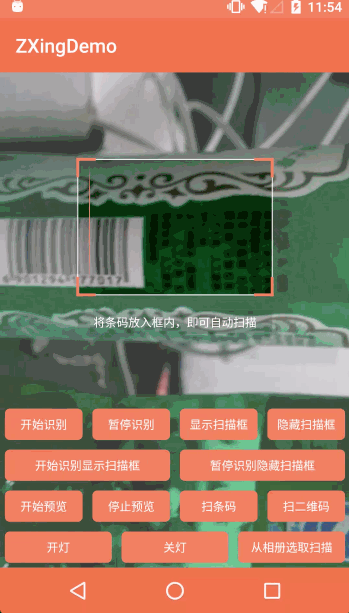 11:54
ZXingDemo
将条码放入框内，即可自动扫描
开始识别 暂停识别 显示扫描框 隐藏扫描框
开始识别显示扫描框 暂停识别隐藏扫描框
开始预览 停止预览 扫条码 扫二维码
开灯 关灯 从相册选取扫描